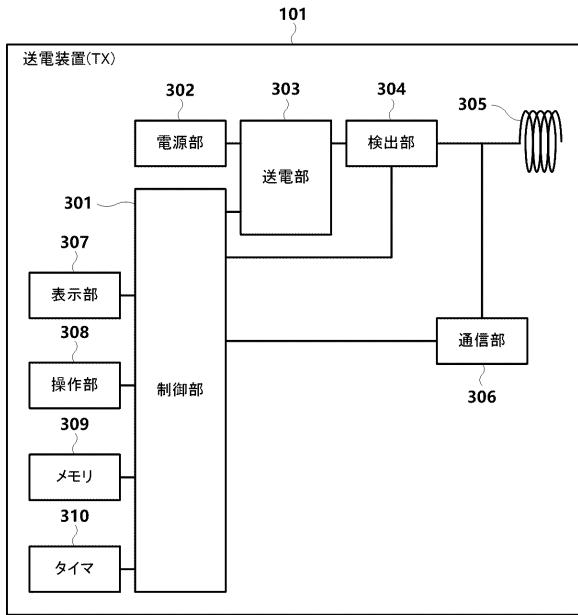 101
送電装置(TX)
302
303
304
305
電源部
送電部
検出部
301
307
表示部
308
操作部
制御部
通信部
306
309
メモリ
310
タイマ